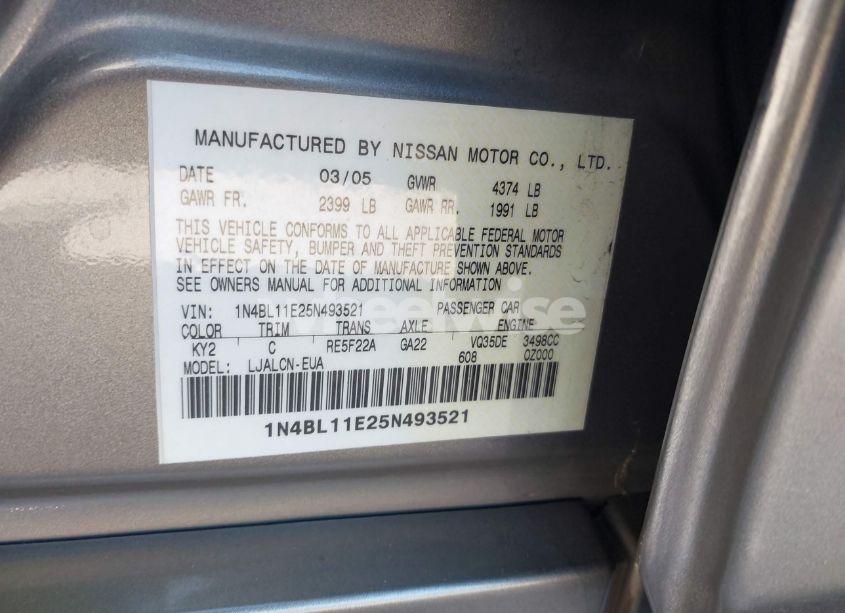 MANUFACTURED BY NISSAN MOTOR CO., LTD.
DATE 03/05 GVWR 4374 LB
GAWR FR. 2399 LB GAWR RR. 1991 LB
THIS VEHICLE CONFORMS TO ALL APPLICABLE FEDERAL MOTOR
VEHICLE SAFETY, BUMPER AND THEFT PREVENTION STANDARDS
IN EFFECT ON THE DATE OF MANUFACTURE SHOWN ABOVE.
SEE OWNERS MANUAL FOR ADDITIONAL INFORMATION
VIN: 1N4BL11E25N493521 PASSENGER CAR
wheelwise
COLOR TRIM TRANS AXLE ENGINE
KY2 C RE5F22A GA22 VQ35DE 3498CC
MODEL: LJALCN-EUA 608 0Z000
1N4BL11E25N493521